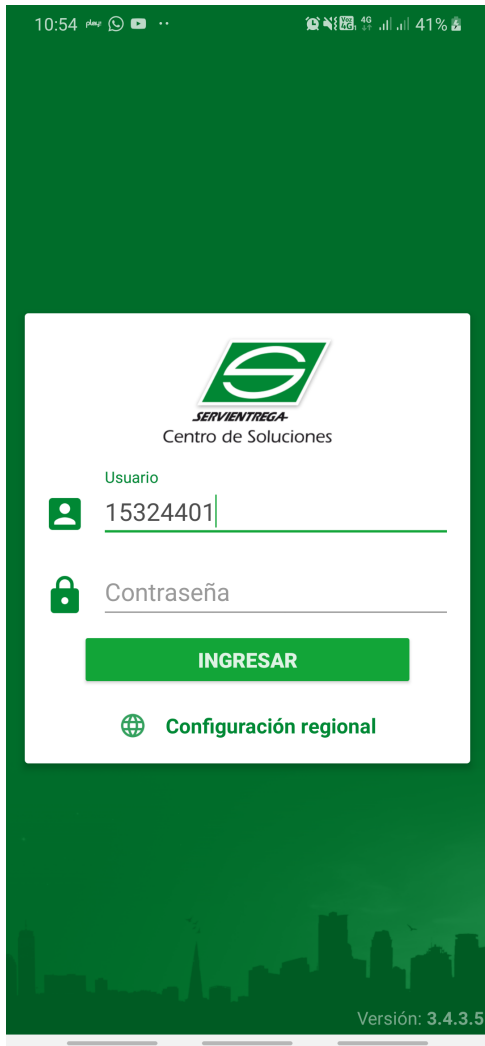 10:54
41%
SERVIENTREGA
Centro de Soluciones
Usuario
15324401
Contraseña
INGRESAR
Configuración regional
Versión: 3.4.3.5